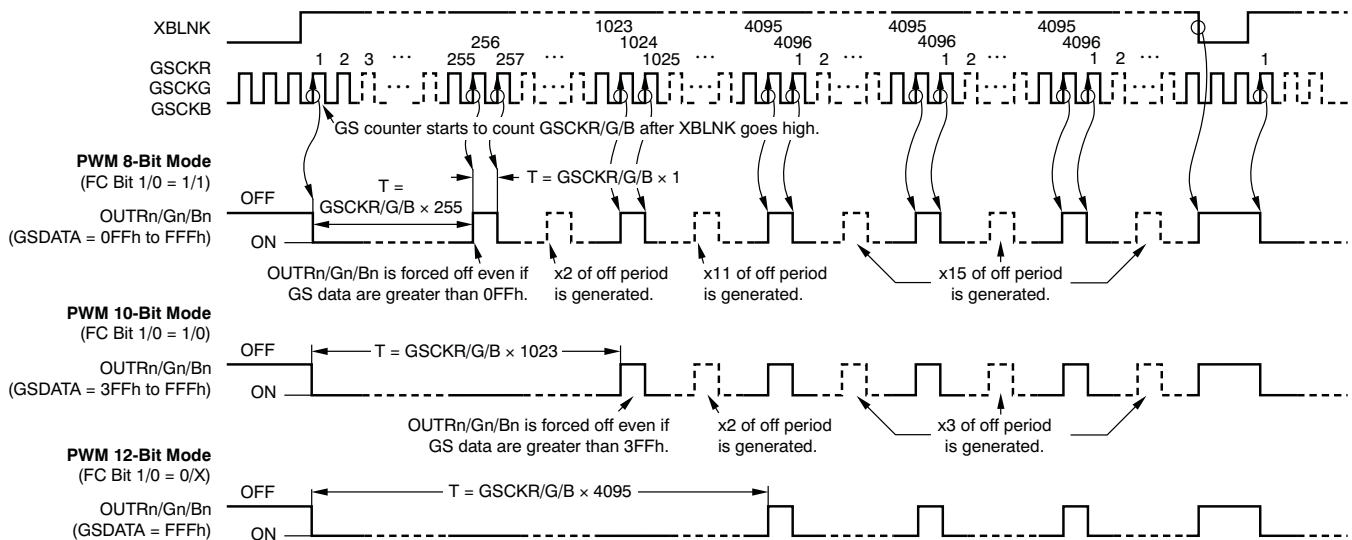 XBLNK
1023 4095 4095 4095
256 1024 4096 4096 4096
GSCKR
GSCKG
GSCKB
1 2 3 ... ... 255 257 ... ... 1025 ... ... 1 2 ... ... 1 2 ... ... 1 2 ... ... 1
... ... ... ... ... ...
GS counter starts to count GSCKR/G/B after XBLNK goes high.
PWM 8-Bit Mode
(FC Bit 1/0 = 1/1)
T =
GSCKR/G/B × 255
T = GSCKR/G/B × 1
OFF
OUTRn/Gn/Bn
(GSDATA = 0FFh to FFFh)
ON
OUTRn/Gn/Bn is forced off even if
GS data are greater than 0FFh.
x2 of off period
is generated.
x11 of off period
is generated.
x15 of off period
is generated.
PWM 10-Bit Mode
(FC Bit 1/0 = 1/0)
OFF
T = GSCKR/G/B × 1023
OUTRn/Gn/Bn
(GSDATA = 3FFh to FFFh)
ON
OUTRn/Gn/Bn is forced off even if
GS data are greater than 3FFh.
x2 of off period
is generated.
x3 of off period
is generated.
PWM 12-Bit Mode
(FC Bit 1/0 = 0/X)
OFF
T = GSCKR/G/B × 4095
OUTRn/Gn/Bn
(GSDATA = FFFh)
ON